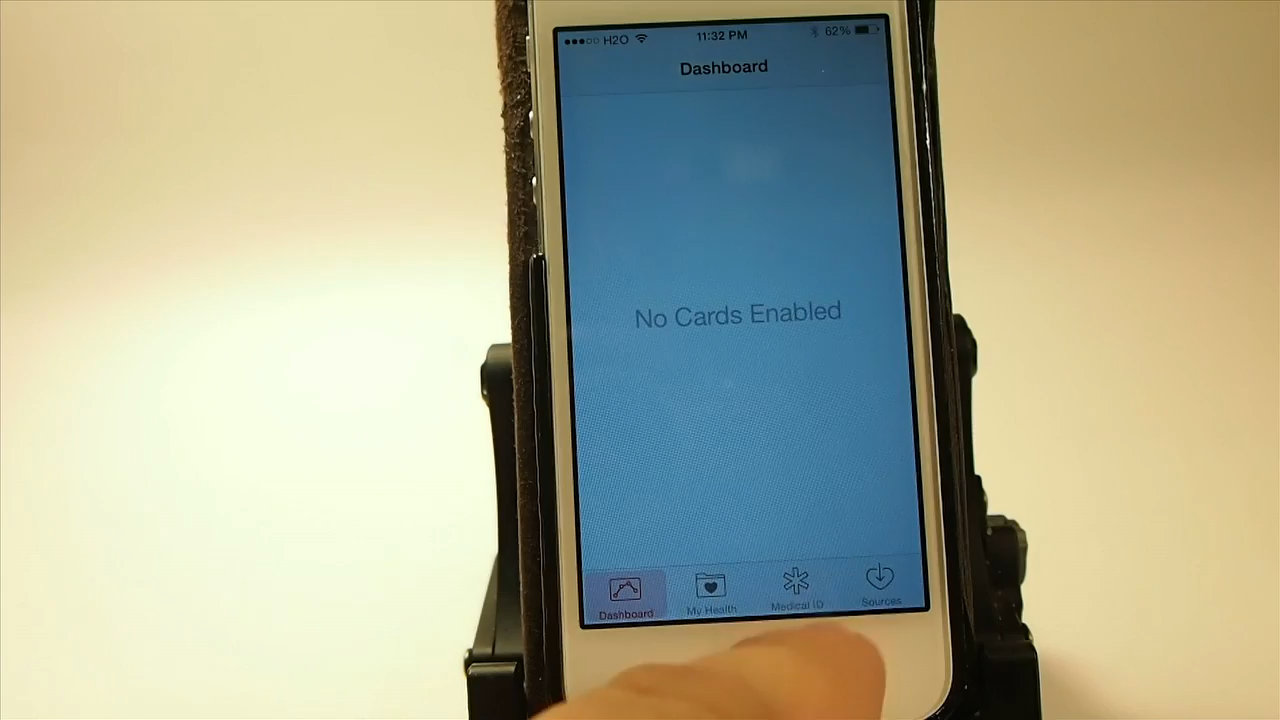 H2O 11:32 PM 62%
Dashboard
No Cards Enabled
Dashboard My Health Medical ID Sources